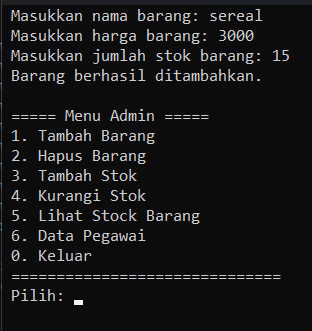 Masukkan nama barang: sereal
Masukkan harga barang: 3000
Masukkan jumlah stok barang: 15
Barang berhasil ditambahkan.

===== Menu Admin =====
1. Tambah Barang
2. Hapus Barang
3. Tambah Stok
4. Kurangi Stok
5. Lihat Stock Barang
6. Data Pegawai
0. Keluar
==============================
Pilih: